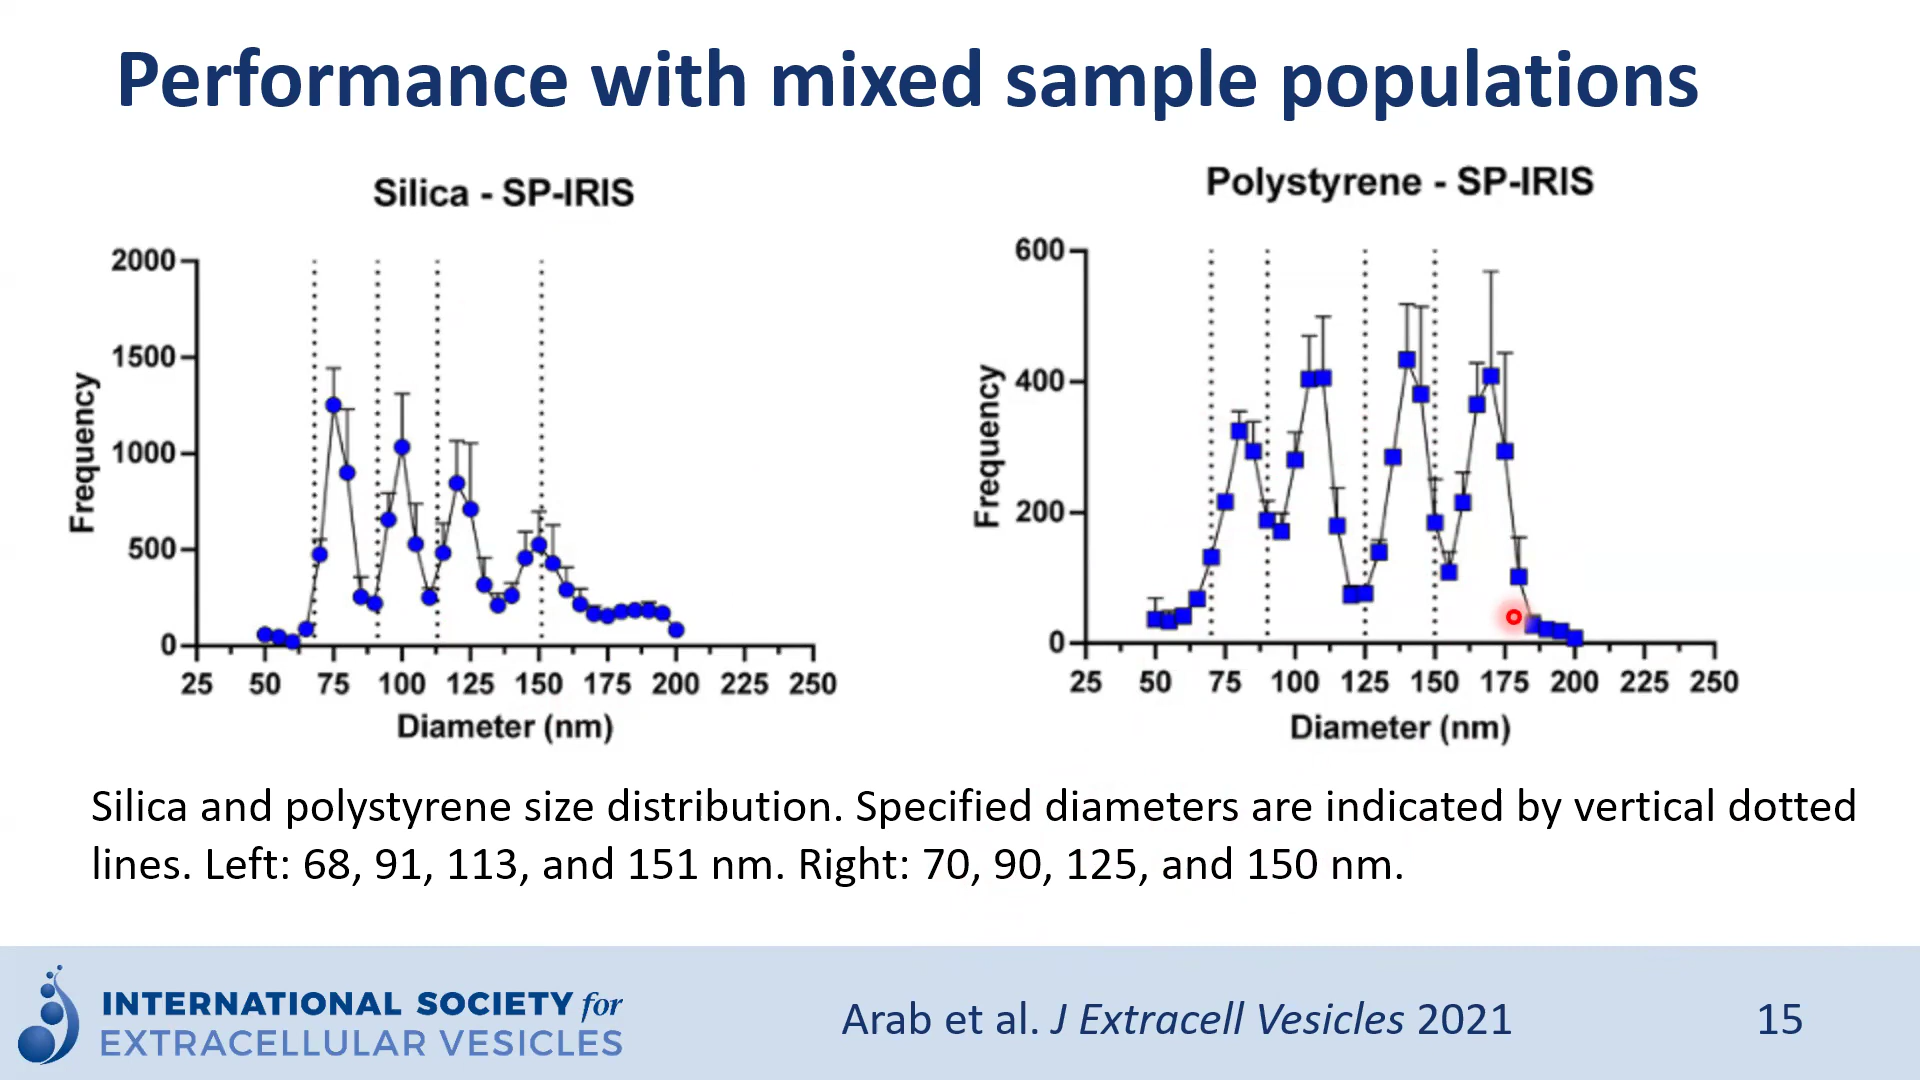 Performance with mixed sample populations
Silica - SP-IRIS
2000
1500
1000
500
0
Frequency
25 50 75 100 125 150 175 200 225 250
Diameter (nm)
Polystyrene - SP-IRIS
600
400
200
0
Frequency
25 50 75 100 125 150 175 200 225 250
Diameter (nm)
Silica and polystyrene size distribution. Specified diameters are indicated by vertical dotted
lines. Left: 68, 91, 113, and 151 nm. Right: 70, 90, 125, and 150 nm.
INTERNATIONAL SOCIETY for
EXTRACELLULAR VESICLES
Arab et al. J Extracell Vesicles 2021
15